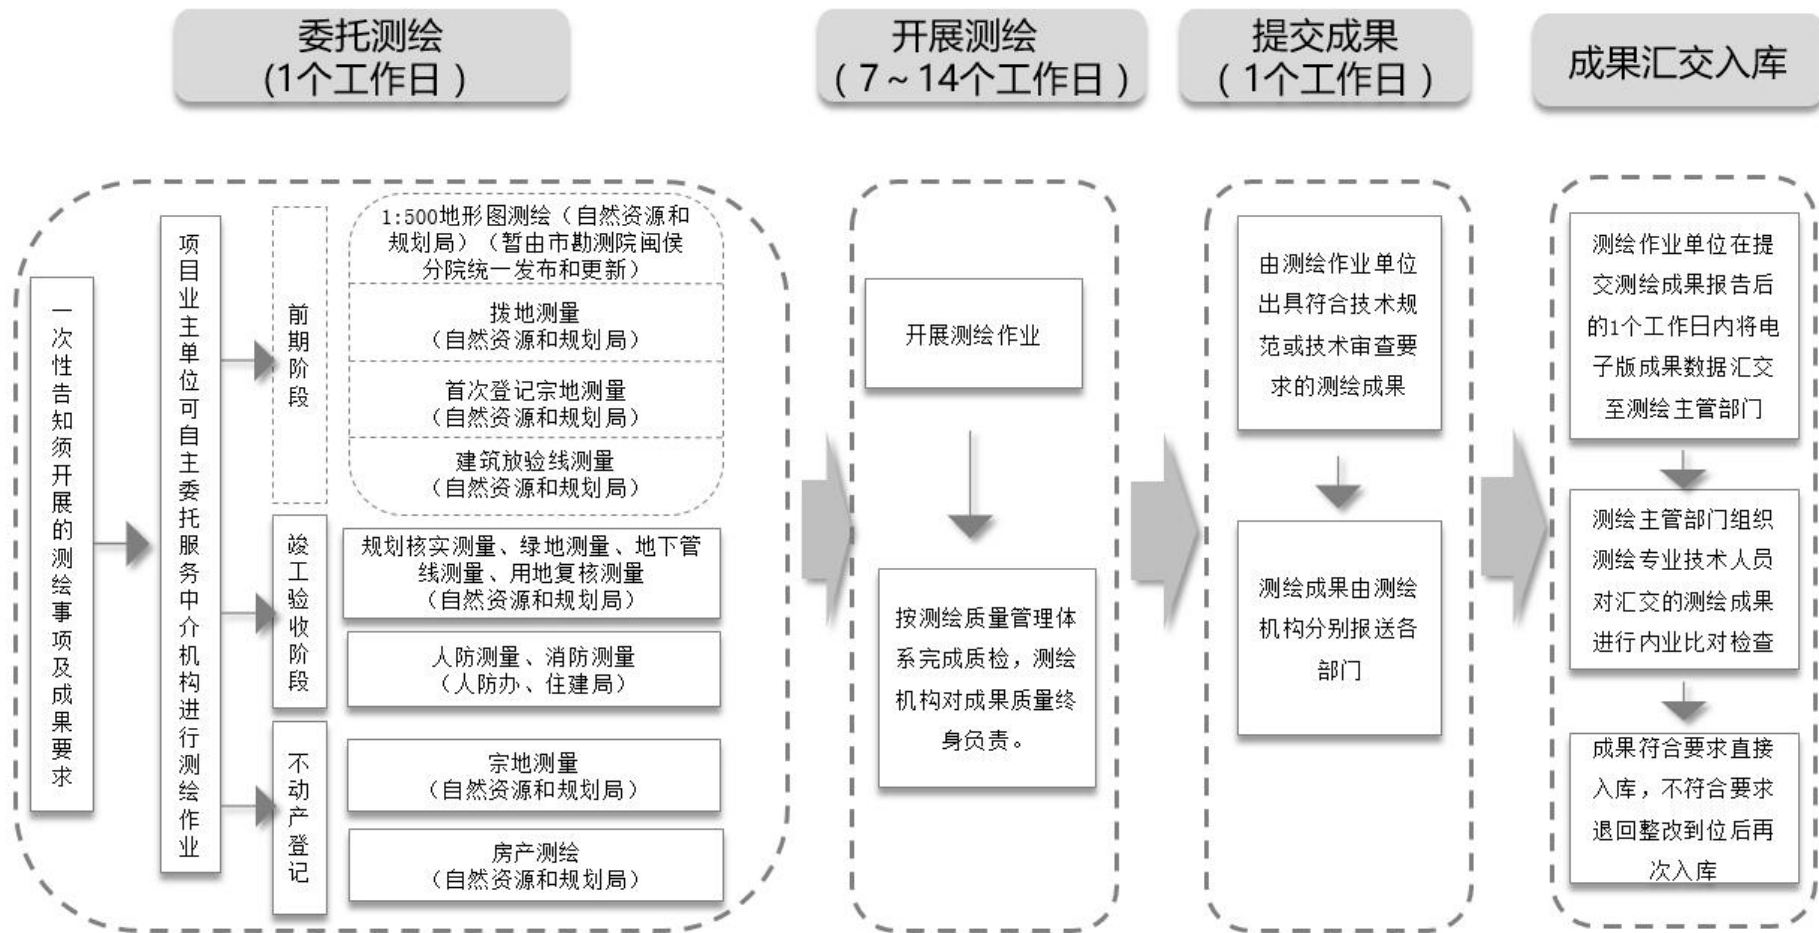 委托测绘
(1个工作日)
开展测绘
(7~14个工作日)
提交成果
(1个工作日)
成果汇交入库
一次性告知须开展的测绘事项及成果要求
项目业主单位可自主委托服务中介机构进行测绘作业
前期阶段
1:500地形图测绘(自然资源和
规划局)(暂由市勘测院闽侯
分院统一发布和更新)
拨地测量
(自然资源和规划局)
首次登记宗地测量
(自然资源和规划局)
建筑放验线测量
(自然资源和规划局)
竣工验收阶段
规划核实测量、绿地测量、地下管
线测量、用地复核测量
(自然资源和规划局)
人防测量、消防测量
(人防办、住建局)
不动产登记
宗地测量
(自然资源和规划局)
房产测绘
(自然资源和规划局)
开展测绘作业
按测绘质量管理体
系完成质检，测绘
机构对成果质量终
身负责。
由测绘作业单位
出具符合技术规
范或技术审查要
求的测绘成果
测绘成果由测绘
机构分别报送各
部门
测绘作业单位在提
交测绘成果报告后
的1个工作日内将电
子版成果数据汇交
至测绘主管部门
测绘主管部门组织
测绘专业技术人员
对汇交的测绘成果
进行内业比对检查
成果符合要求直接
入库，不符合要求
退回整改到位后再
次入库